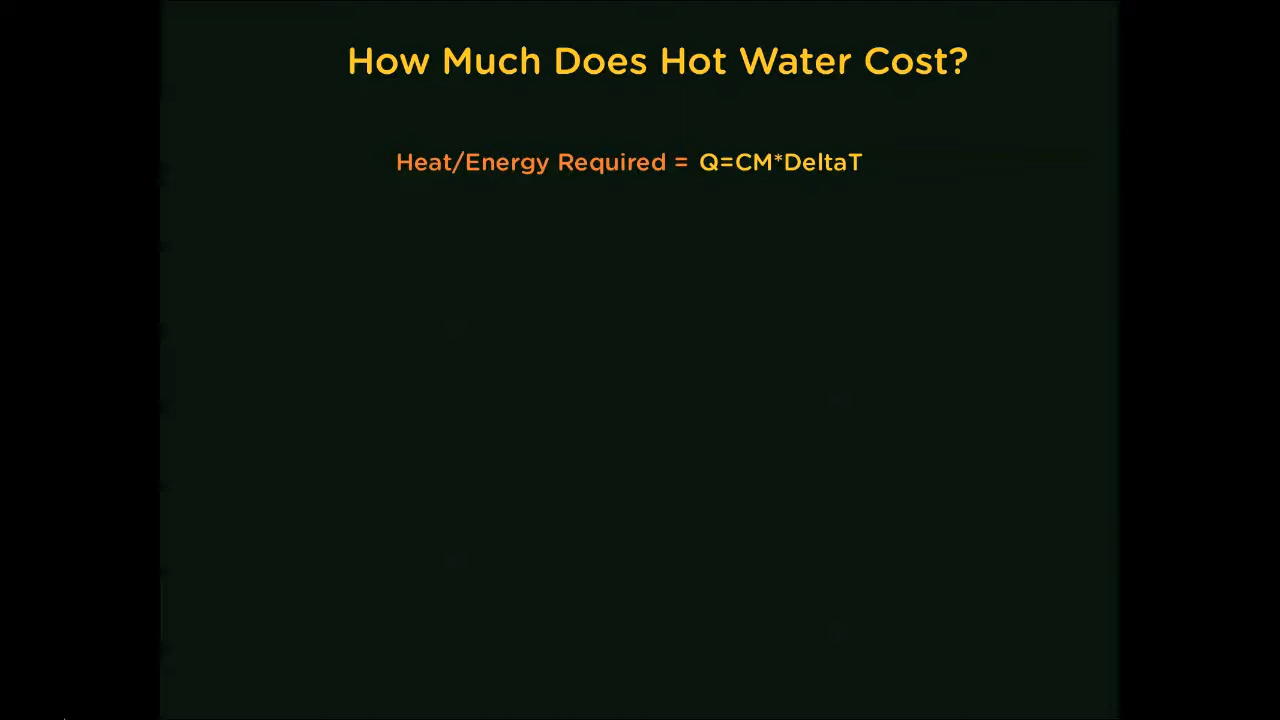 How Much Does Hot Water Cost?
Heat/Energy Required = Q=CM*DeltaT